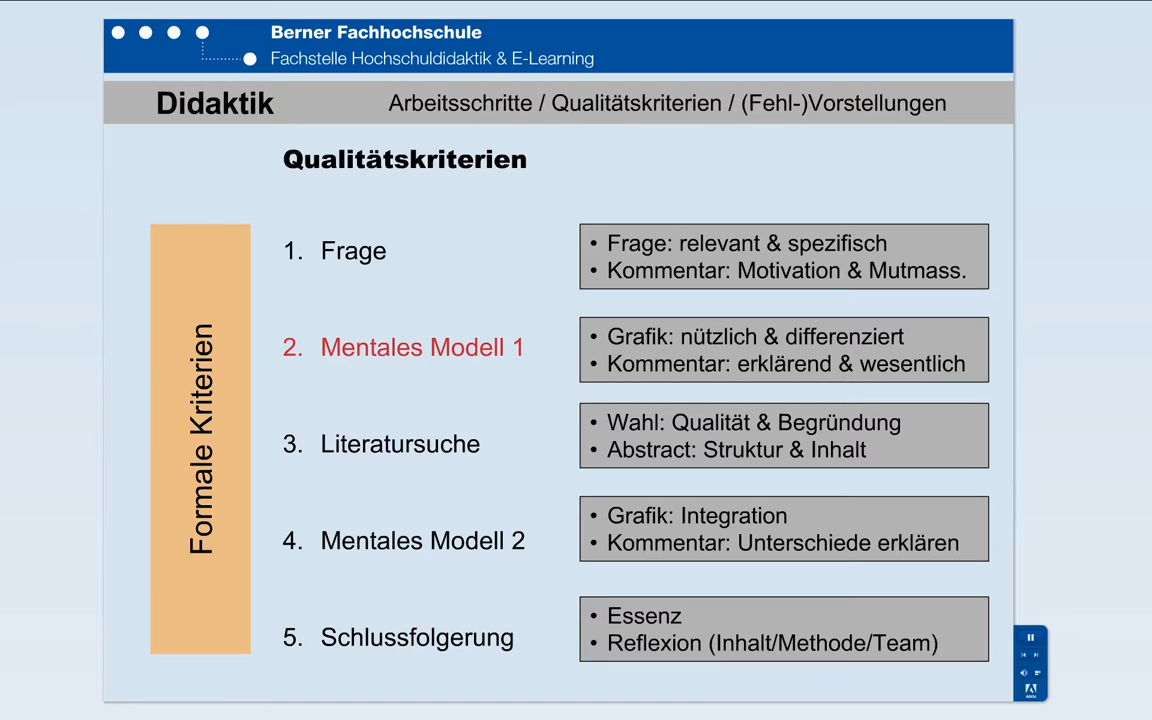 Berner Fachhochschule
Fachstelle Hochschuldidaktik & E-Learning
Didaktik
Arbeitsschritte / Qualitätskriterien / (Fehl-)Vorstellungen
Qualitätskriterien
Formale Kriterien
1. Frage
• Frage: relevant & spezifisch
• Kommentar: Motivation & Mutmass.
2. Mentales Modell 1
• Grafik: nützlich & differenziert
• Kommentar: erklärend & wesentlich
3. Literatursuche
• Wahl: Qualität & Begründung
• Abstract: Struktur & Inhalt
4. Mentales Modell 2
• Grafik: Integration
• Kommentar: Unterschiede erklären
5. Schlussfolgerung
• Essenz
• Reflexion (Inhalt/Methode/Team)